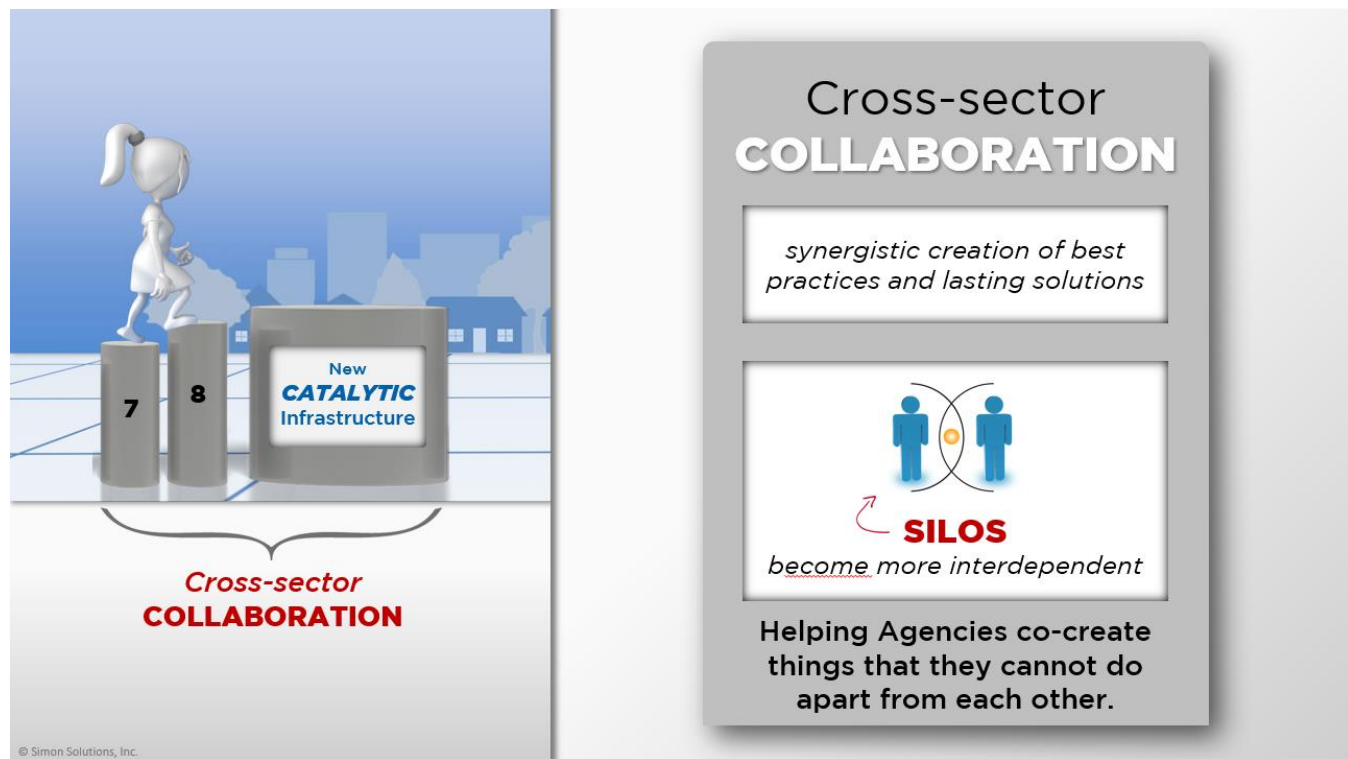 7
8
New
CATALYTIC
Infrastructure
Cross-sector
COLLABORATION
© Simon Solutions, Inc.
Cross-sector
COLLABORATION
synergistic creation of best
practices and lasting solutions
SILOS
become more interdependent
Helping Agencies co-create
things that they cannot do
apart from each other.